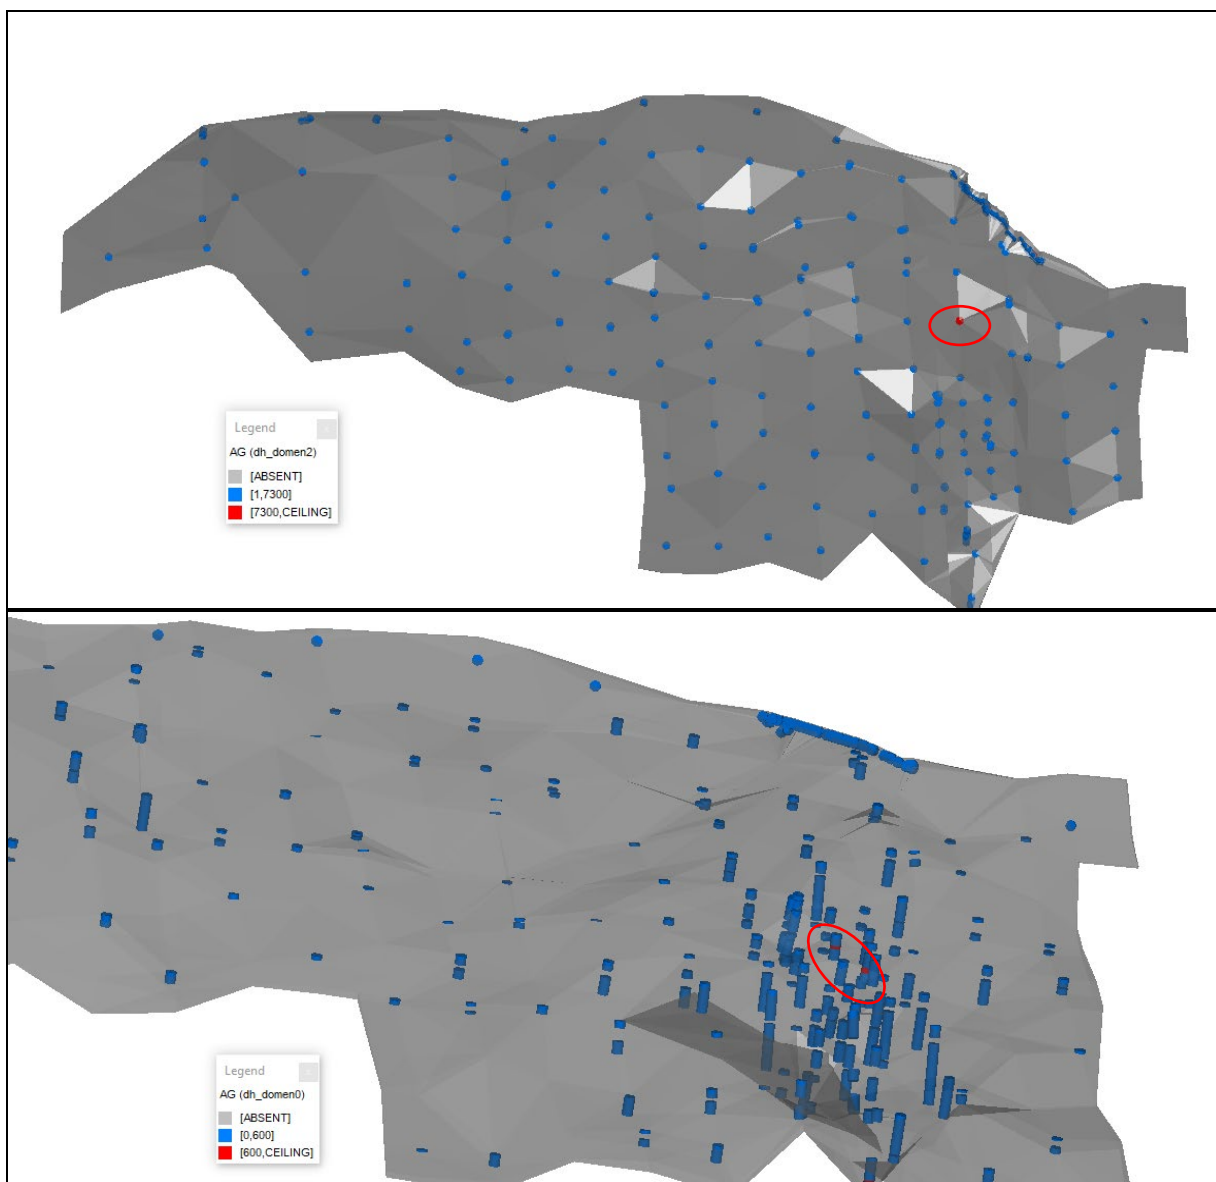 Legend
AG (dh_domen2)
[ABSENT]
[1,7300]
[7300,CEILING]
Legend
AG (dh_domen0)
[ABSENT]
[0,600]
[600,CEILING]